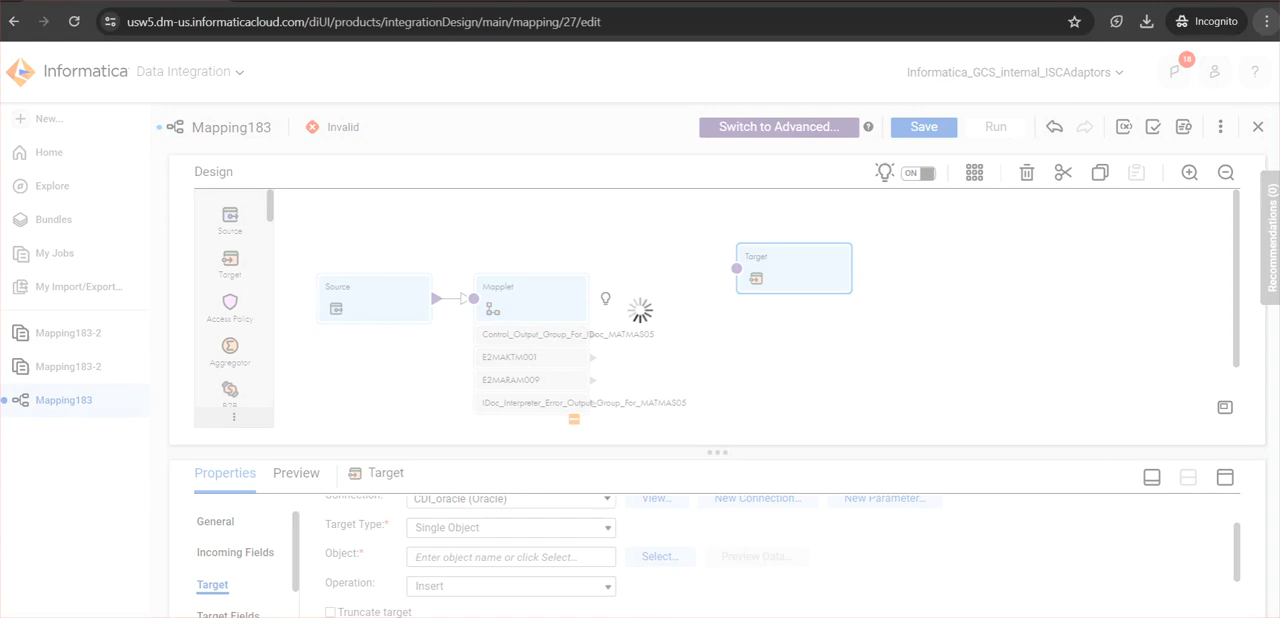 usw5.dm-us.informaticacloud.com/diUI/products/integrationDesign/main/mapping/27/edit
Incognito
Informatica
Data Integration
Informatica_GCS_internal_ISCAdaptors
18
?
New...
Mapping183
Invalid
Switch to Advanced...
?
Save
Run
Home
Explore
Bundles
My Jobs
My Import/Export...
Mapping183-2
Mapping183-2
Mapping183
Design
ON
Source
Target
Access Policy
Aggregator
B2B
Source
Mapplet
Control_Output_Group_For_IDoc_MATMAS05
E2MAKTM001
E2MARAM009
IDoc_Interpreter_Error_Output_Group_For_MATMAS05
Target
Recommendations (0)
Properties
Preview
Target
General
Incoming Fields
Target
Target Fields
Connection:
CDI_oracle (Oracle)
View...
New Connection...
New Parameter...
Target Type:*
Single Object
Object:*
Enter object name or click Select...
Select...
Preview Data...
Operation:
Insert
Truncate target